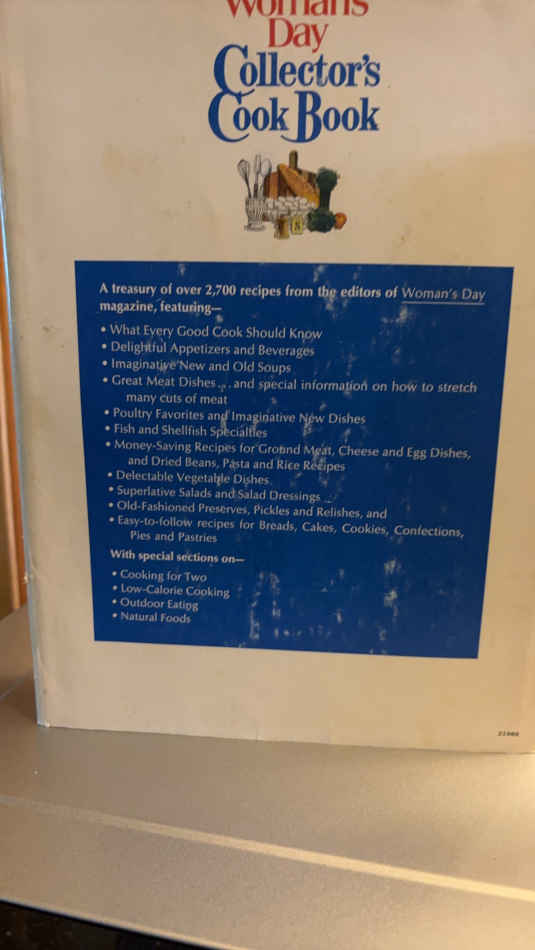 Woman's
Day
Collector's
Cook Book
A treasury of over 2,700 recipes from the editors of Woman's Day
magazine, featuring—
• What Every Good Cook Should Know
• Delightful Appetizers and Beverages
• Imaginative New and Old Soups
• Great Meat Dishes . . . and special information on how to stretch
many cuts of meat
• Poultry Favorites and Imaginative New Dishes
• Fish and Shellfish Specialties
• Money-Saving Recipes for Ground Meat, Cheese and Egg Dishes,
and Dried Beans, Pasta and Rice Recipes
• Delectable Vegetable Dishes
• Superlative Salads and Salad Dressings
• Old-Fashioned Preserves, Pickles and Relishes, and
• Easy-to-follow recipes for Breads, Cakes, Cookies, Confections,
Pies and Pastries
With special sections on—
• Cooking for Two
• Low-Calorie Cooking
• Outdoor Eating
• Natural Foods